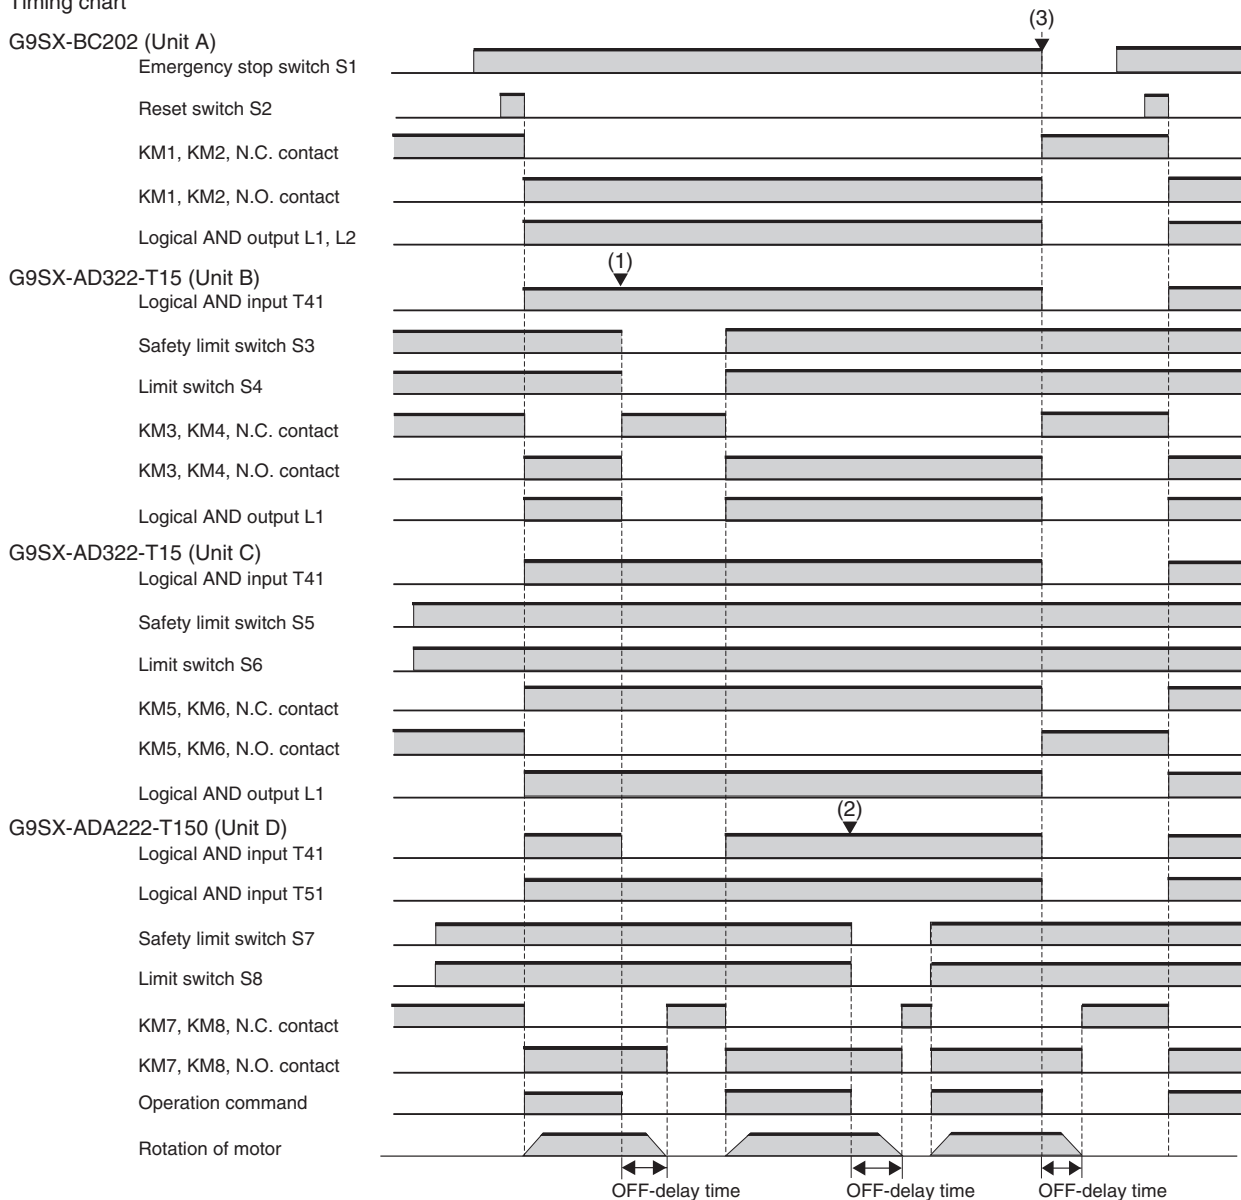 Timing chart
(3)
G9SX-BC202 (Unit A)
Emergency stop switch S1
Reset switch S2
KM1, KM2, N.C. contact
KM1, KM2, N.O. contact
Logical AND output L1, L2
(1)
G9SX-AD322-T15 (Unit B)
Logical AND input T41
Safety limit switch S3
Limit switch S4
KM3, KM4, N.C. contact
KM3, KM4, N.O. contact
Logical AND output L1
G9SX-AD322-T15 (Unit C)
Logical AND input T41
Safety limit switch S5
Limit switch S6
KM5, KM6, N.C. contact
KM5, KM6, N.O. contact
Logical AND output L1
(2)
G9SX-ADA222-T150 (Unit D)
Logical AND input T41
Logical AND input T51
Safety limit switch S7
Limit switch S8
KM7, KM8, N.C. contact
KM7, KM8, N.O. contact
Operation command
Rotation of motor
OFF-delay time OFF-delay time OFF-delay time